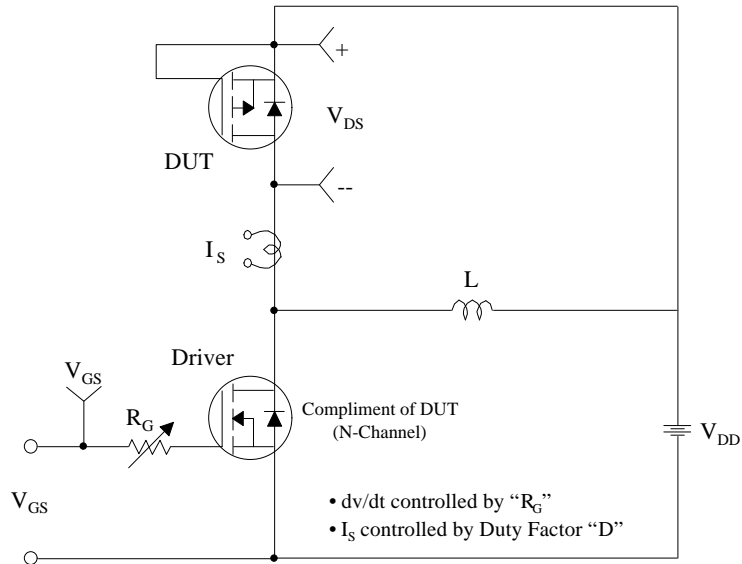 +
V_DS
DUT
--
I_S
L
Driver
V_GS
R_G
Compliment of DUT
(N-Channel)
V_DD
V_GS
• dv/dt controlled by “R_G”
• I_S controlled by Duty Factor “D”